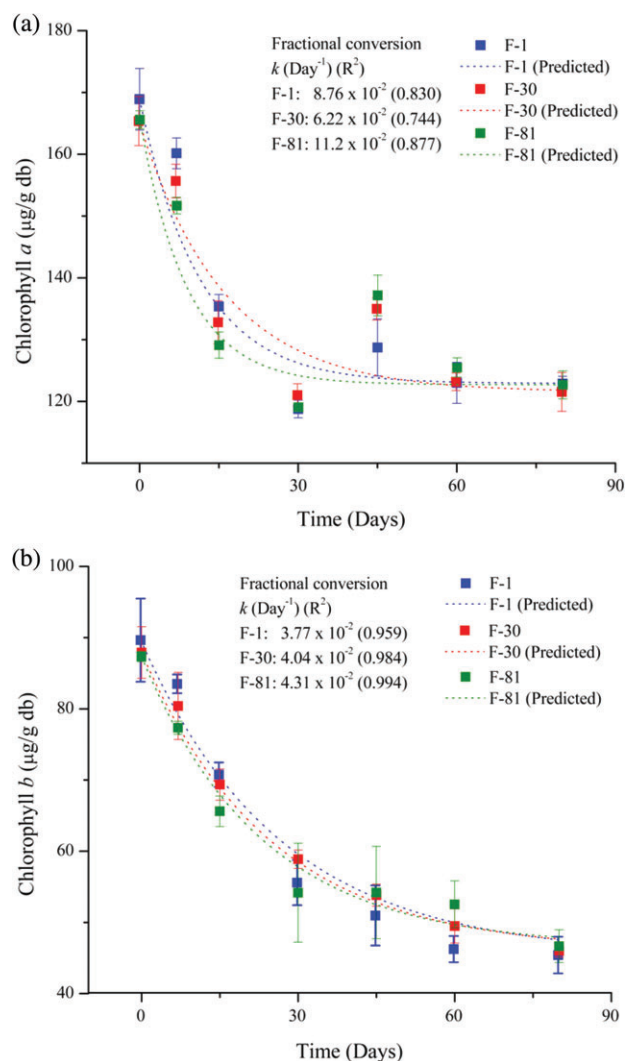 (a)
180
160
140
120
Chlorophyll a (µg/g db)
Fractional conversion
k (Day⁻¹) (R²)
F-1: 8.76 x 10⁻² (0.830)
F-30: 6.22 x 10⁻² (0.744)
F-81: 11.2 x 10⁻² (0.877)
F-1
F-1 (Predicted)
F-30
F-30 (Predicted)
F-81
F-81 (Predicted)
0 30 60 90
Time (Days)
(b)
100
80
60
40
Chlorophyll b (µg/g db)
Fractional conversion
k (Day⁻¹) (R²)
F-1: 3.77 x 10⁻² (0.959)
F-30: 4.04 x 10⁻² (0.984)
F-81: 4.31 x 10⁻² (0.994)
F-1
F-1 (Predicted)
F-30
F-30 (Predicted)
F-81
F-81 (Predicted)
0 30 60 90
Time (Days)